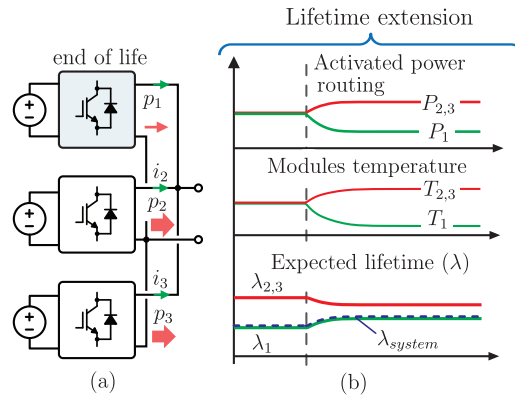 Lifetime extension
end of life
p₁
i₂
p₂
i₃
p₃
(a)
Activated power
routing
P₂,₃
P₁
Modules temperature
T₂,₃
T₁
Expected lifetime (λ)
λ₂,₃
λ₁
λsystem
(b)